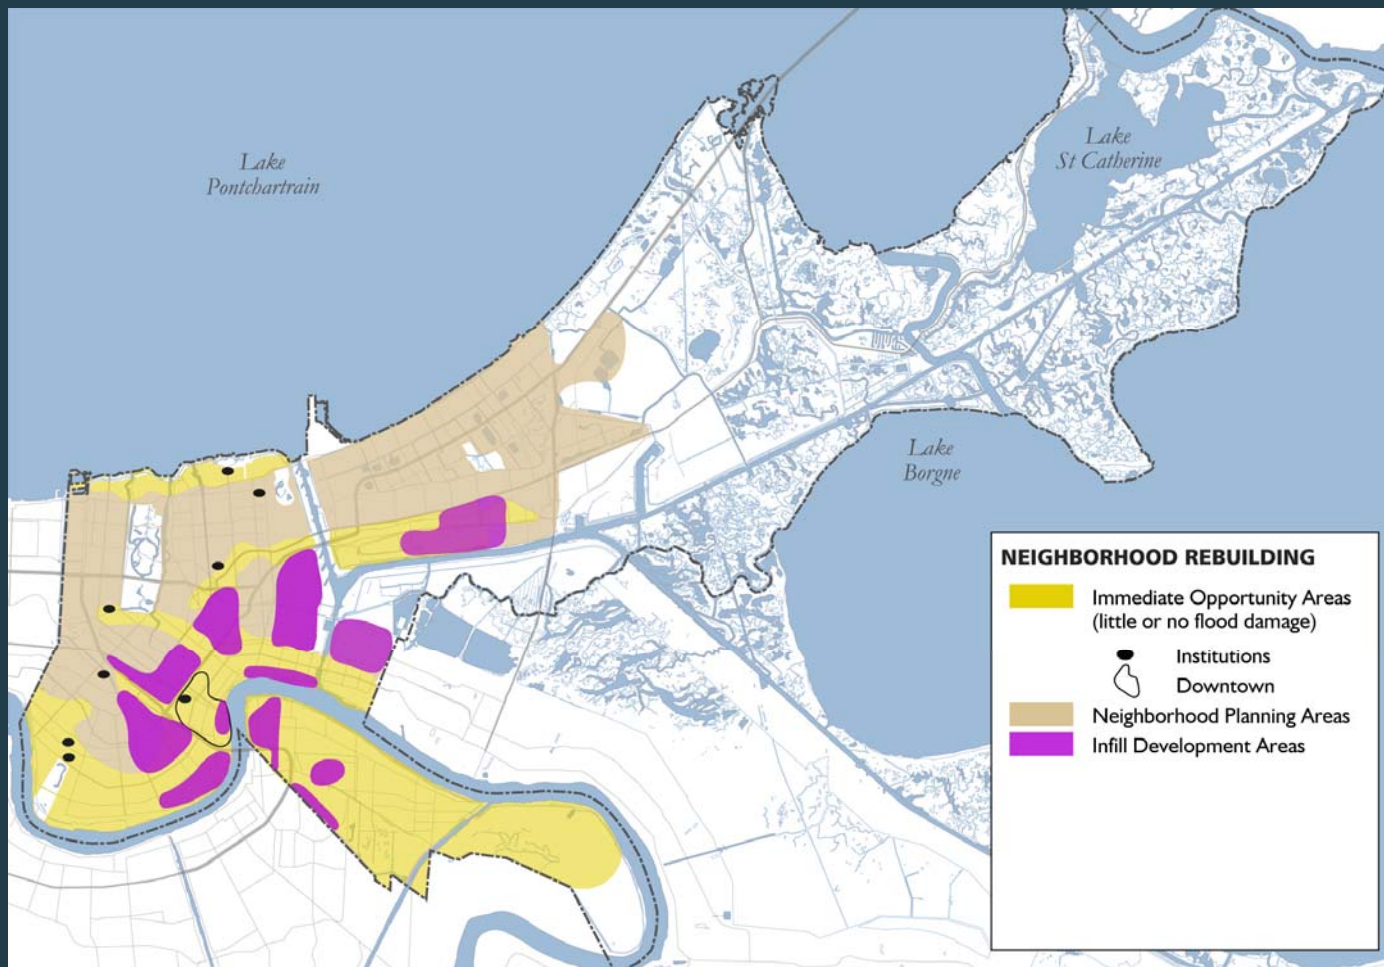 Lake
Pontchartrain
Lake
St Catherine
Lake
Borgne
NEIGHBORHOOD REBUILDING
Immediate Opportunity Areas
(little or no flood damage)
Institutions
Downtown
Neighborhood Planning Areas
Infill Development Areas